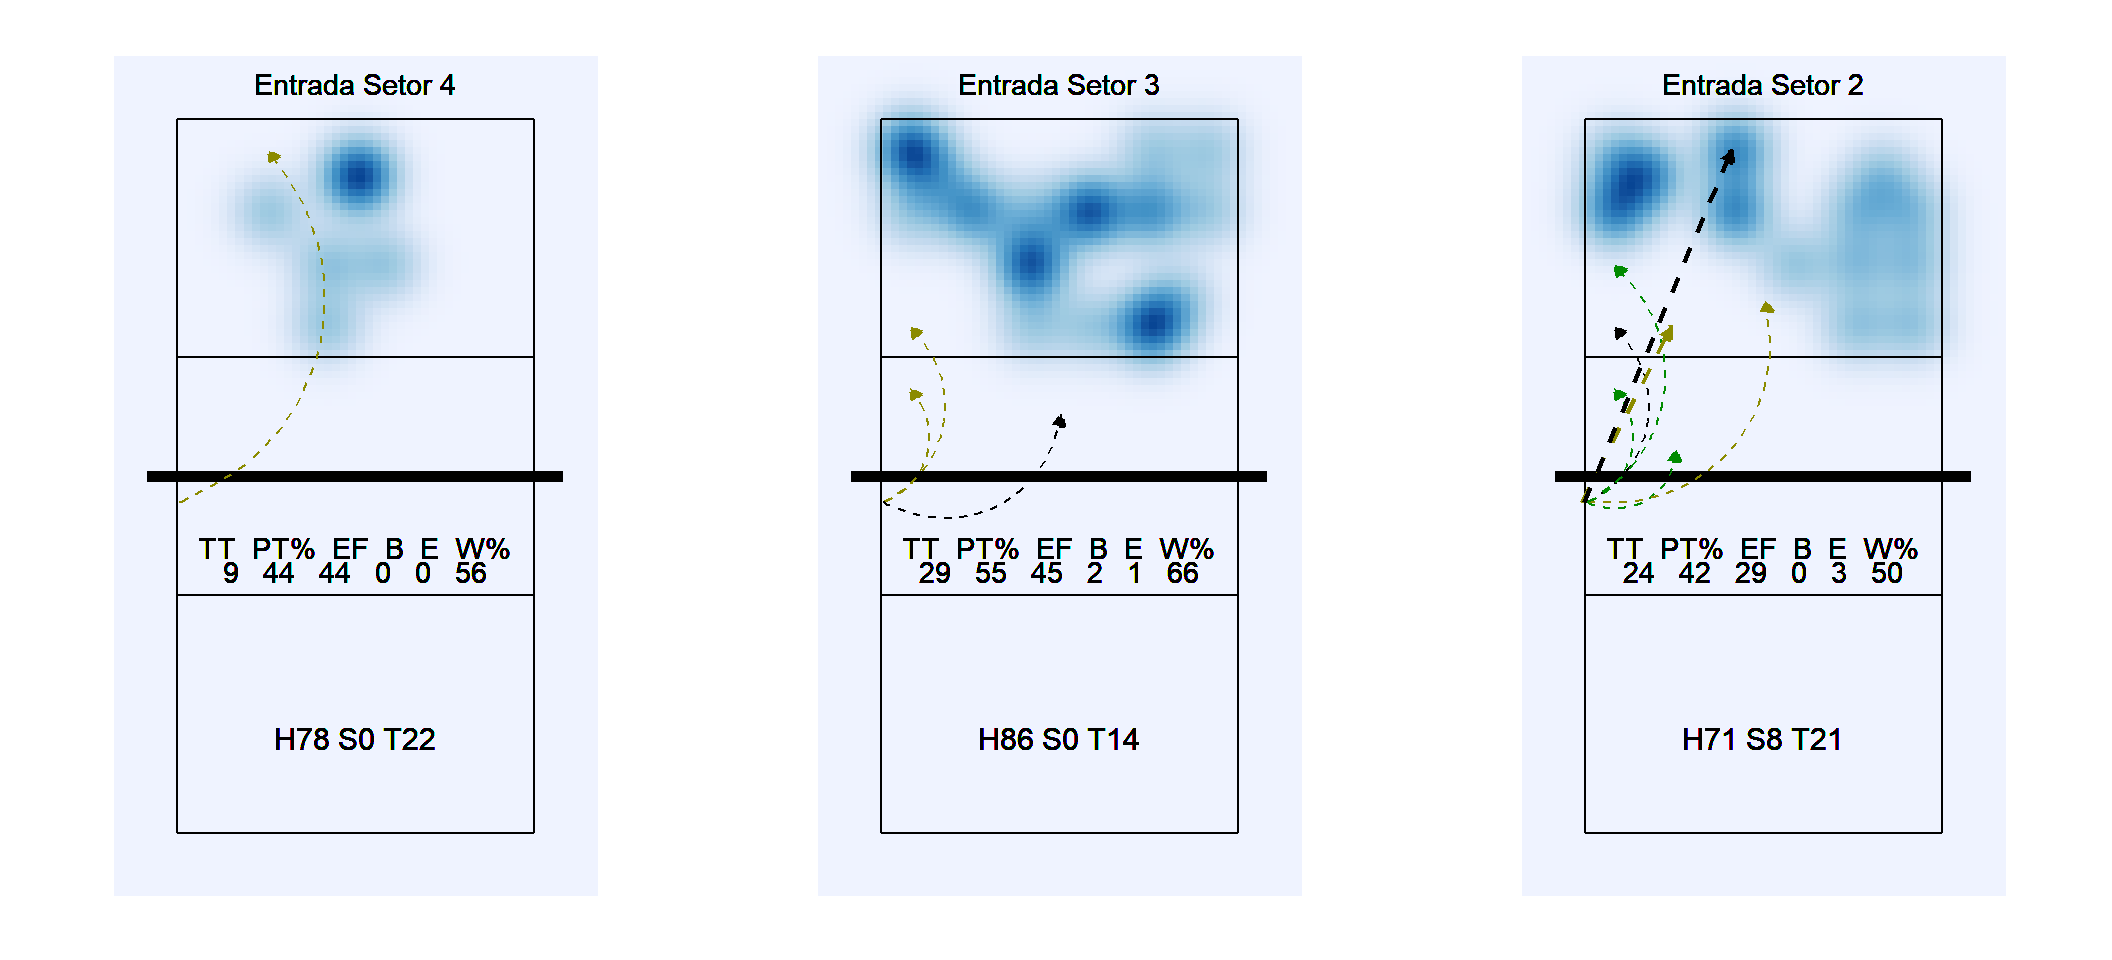 Entrada Setor 4
TT PT% EF B E W%
9 44 44 0 0 56
H78 S0 T22
Entrada Setor 3
TT PT% EF B E W%
29 55 45 2 1 66
H86 S0 T14
Entrada Setor 2
TT PT% EF B E W%
24 42 29 0 3 50
H71 S8 T21